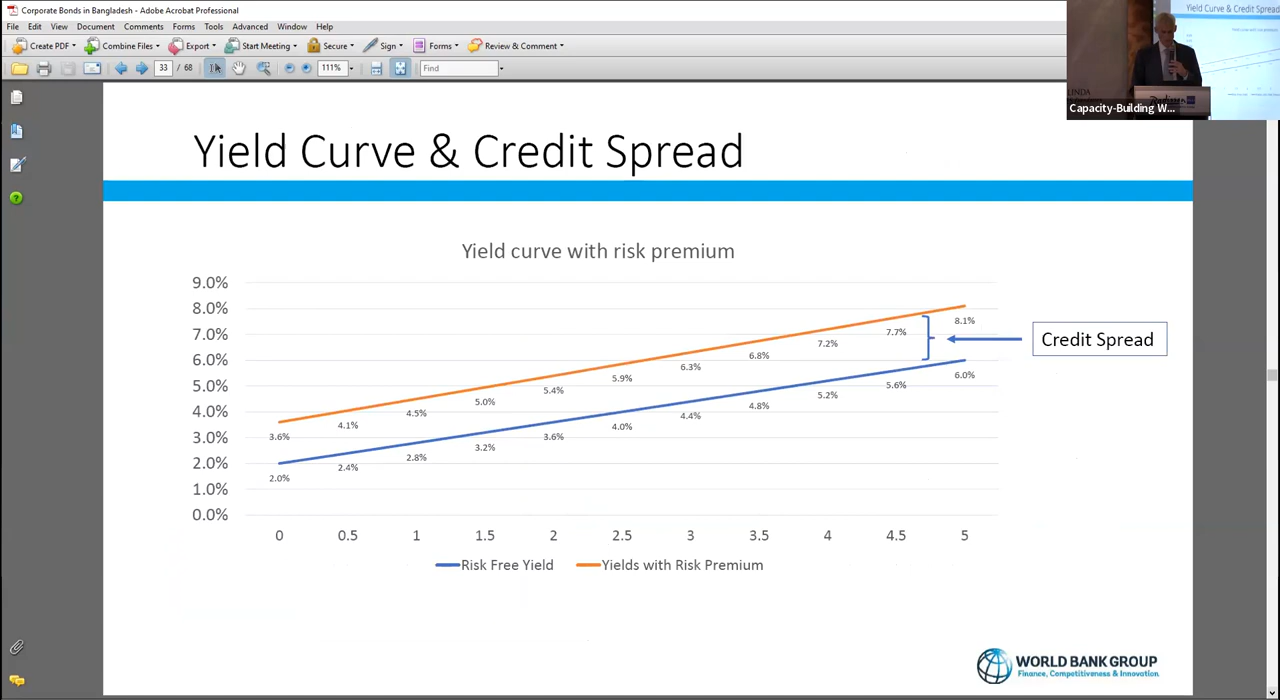 Corporate Bonds in Bangladesh - Adobe Acrobat Professional
File Edit View Document Comments Forms Tools Advanced Window Help
Create PDF Combine Files Export Start Meeting Secure Sign Forms Review & Comment
33 / 68 111% Find
Yield Curve & Credit Spread
Capacity-Building W...
Yield Curve & Credit Spread
Yield curve with risk premium
9.0%
8.0%
7.0%
6.0%
5.0%
4.0%
3.0%
2.0%
1.0%
0.0%
3.6% 4.1% 4.5% 5.0% 5.4% 5.9% 6.3% 6.8% 7.2% 7.7% 8.1%
2.0% 2.4% 2.8% 3.2% 3.6% 4.0% 4.4% 4.8% 5.2% 5.6% 6.0%
Credit Spread
0 0.5 1 1.5 2 2.5 3 3.5 4 4.5 5
Risk Free Yield Yields with Risk Premium
WORLD BANK GROUP
Finance, Competitiveness & Innovation